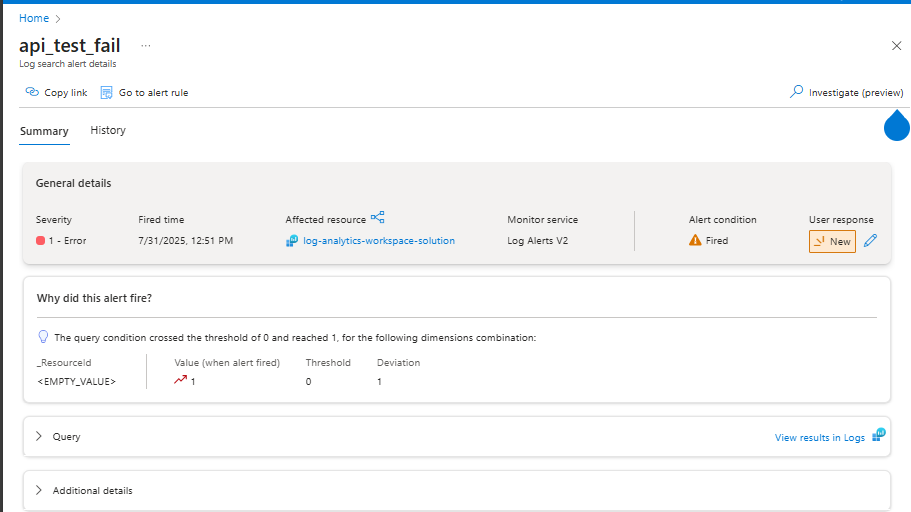 Home >
api_test_fail ...
Log search alert details
Copy link Go to alert rule Investigate (preview)
Summary History
General details
Severity Fired time Affected resource Monitor service Alert condition User response
1 - Error 7/31/2025, 12:51 PM log-analytics-workspace-solution Log Alerts V2 Fired New
Why did this alert fire?
The query condition crossed the threshold of 0 and reached 1, for the following dimensions combination:
_ResourceId Value (when alert fired) Threshold Deviation
<EMPTY_VALUE> 1 0 1
Query View results in Logs
Additional details